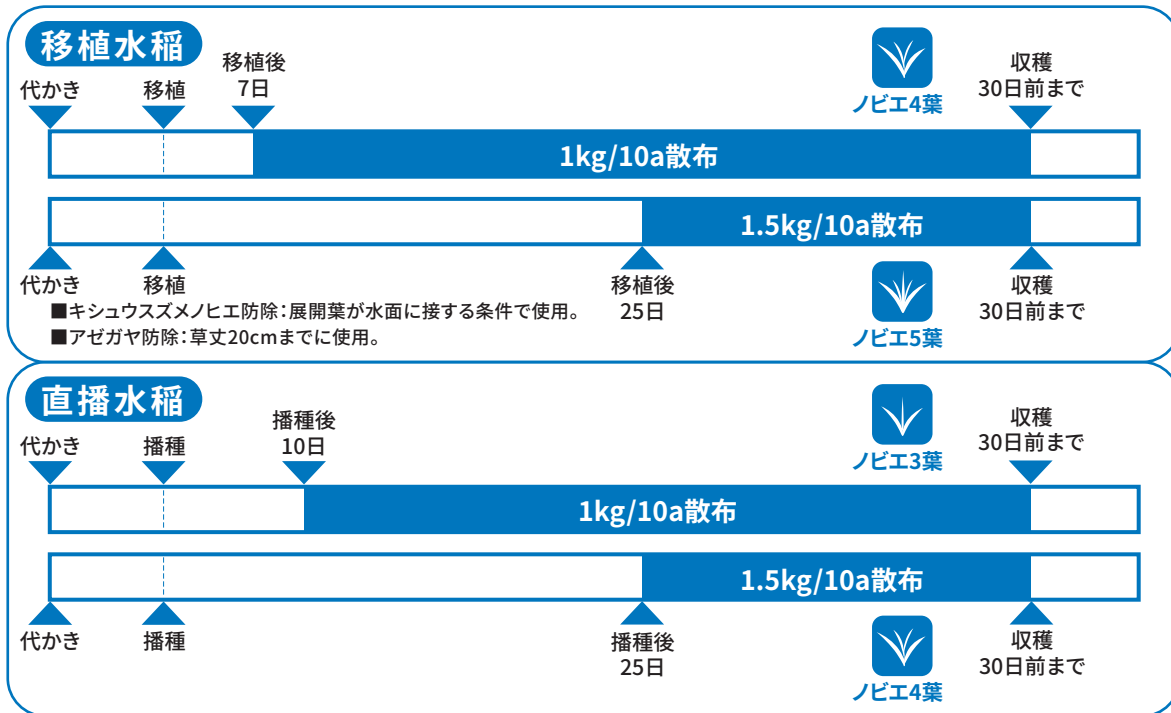 移植水稲
代かき
移植
移植後
7日
ノビエ4葉
収穫
30日前まで
1kg/10a散布
1.5kg/10a散布
代かき
移植
移植後
25日
ノビエ5葉
収穫
30日前まで
■キシュウスズメノヒエ防除：展開葉が水面に接する条件で使用。
■アゼガヤ防除：草丈20cmまでに使用。
直播水稲
代かき
播種
播種後
10日
ノビエ3葉
収穫
30日前まで
1kg/10a散布
1.5kg/10a散布
代かき
播種
播種後
25日
ノビエ4葉
収穫
30日前まで